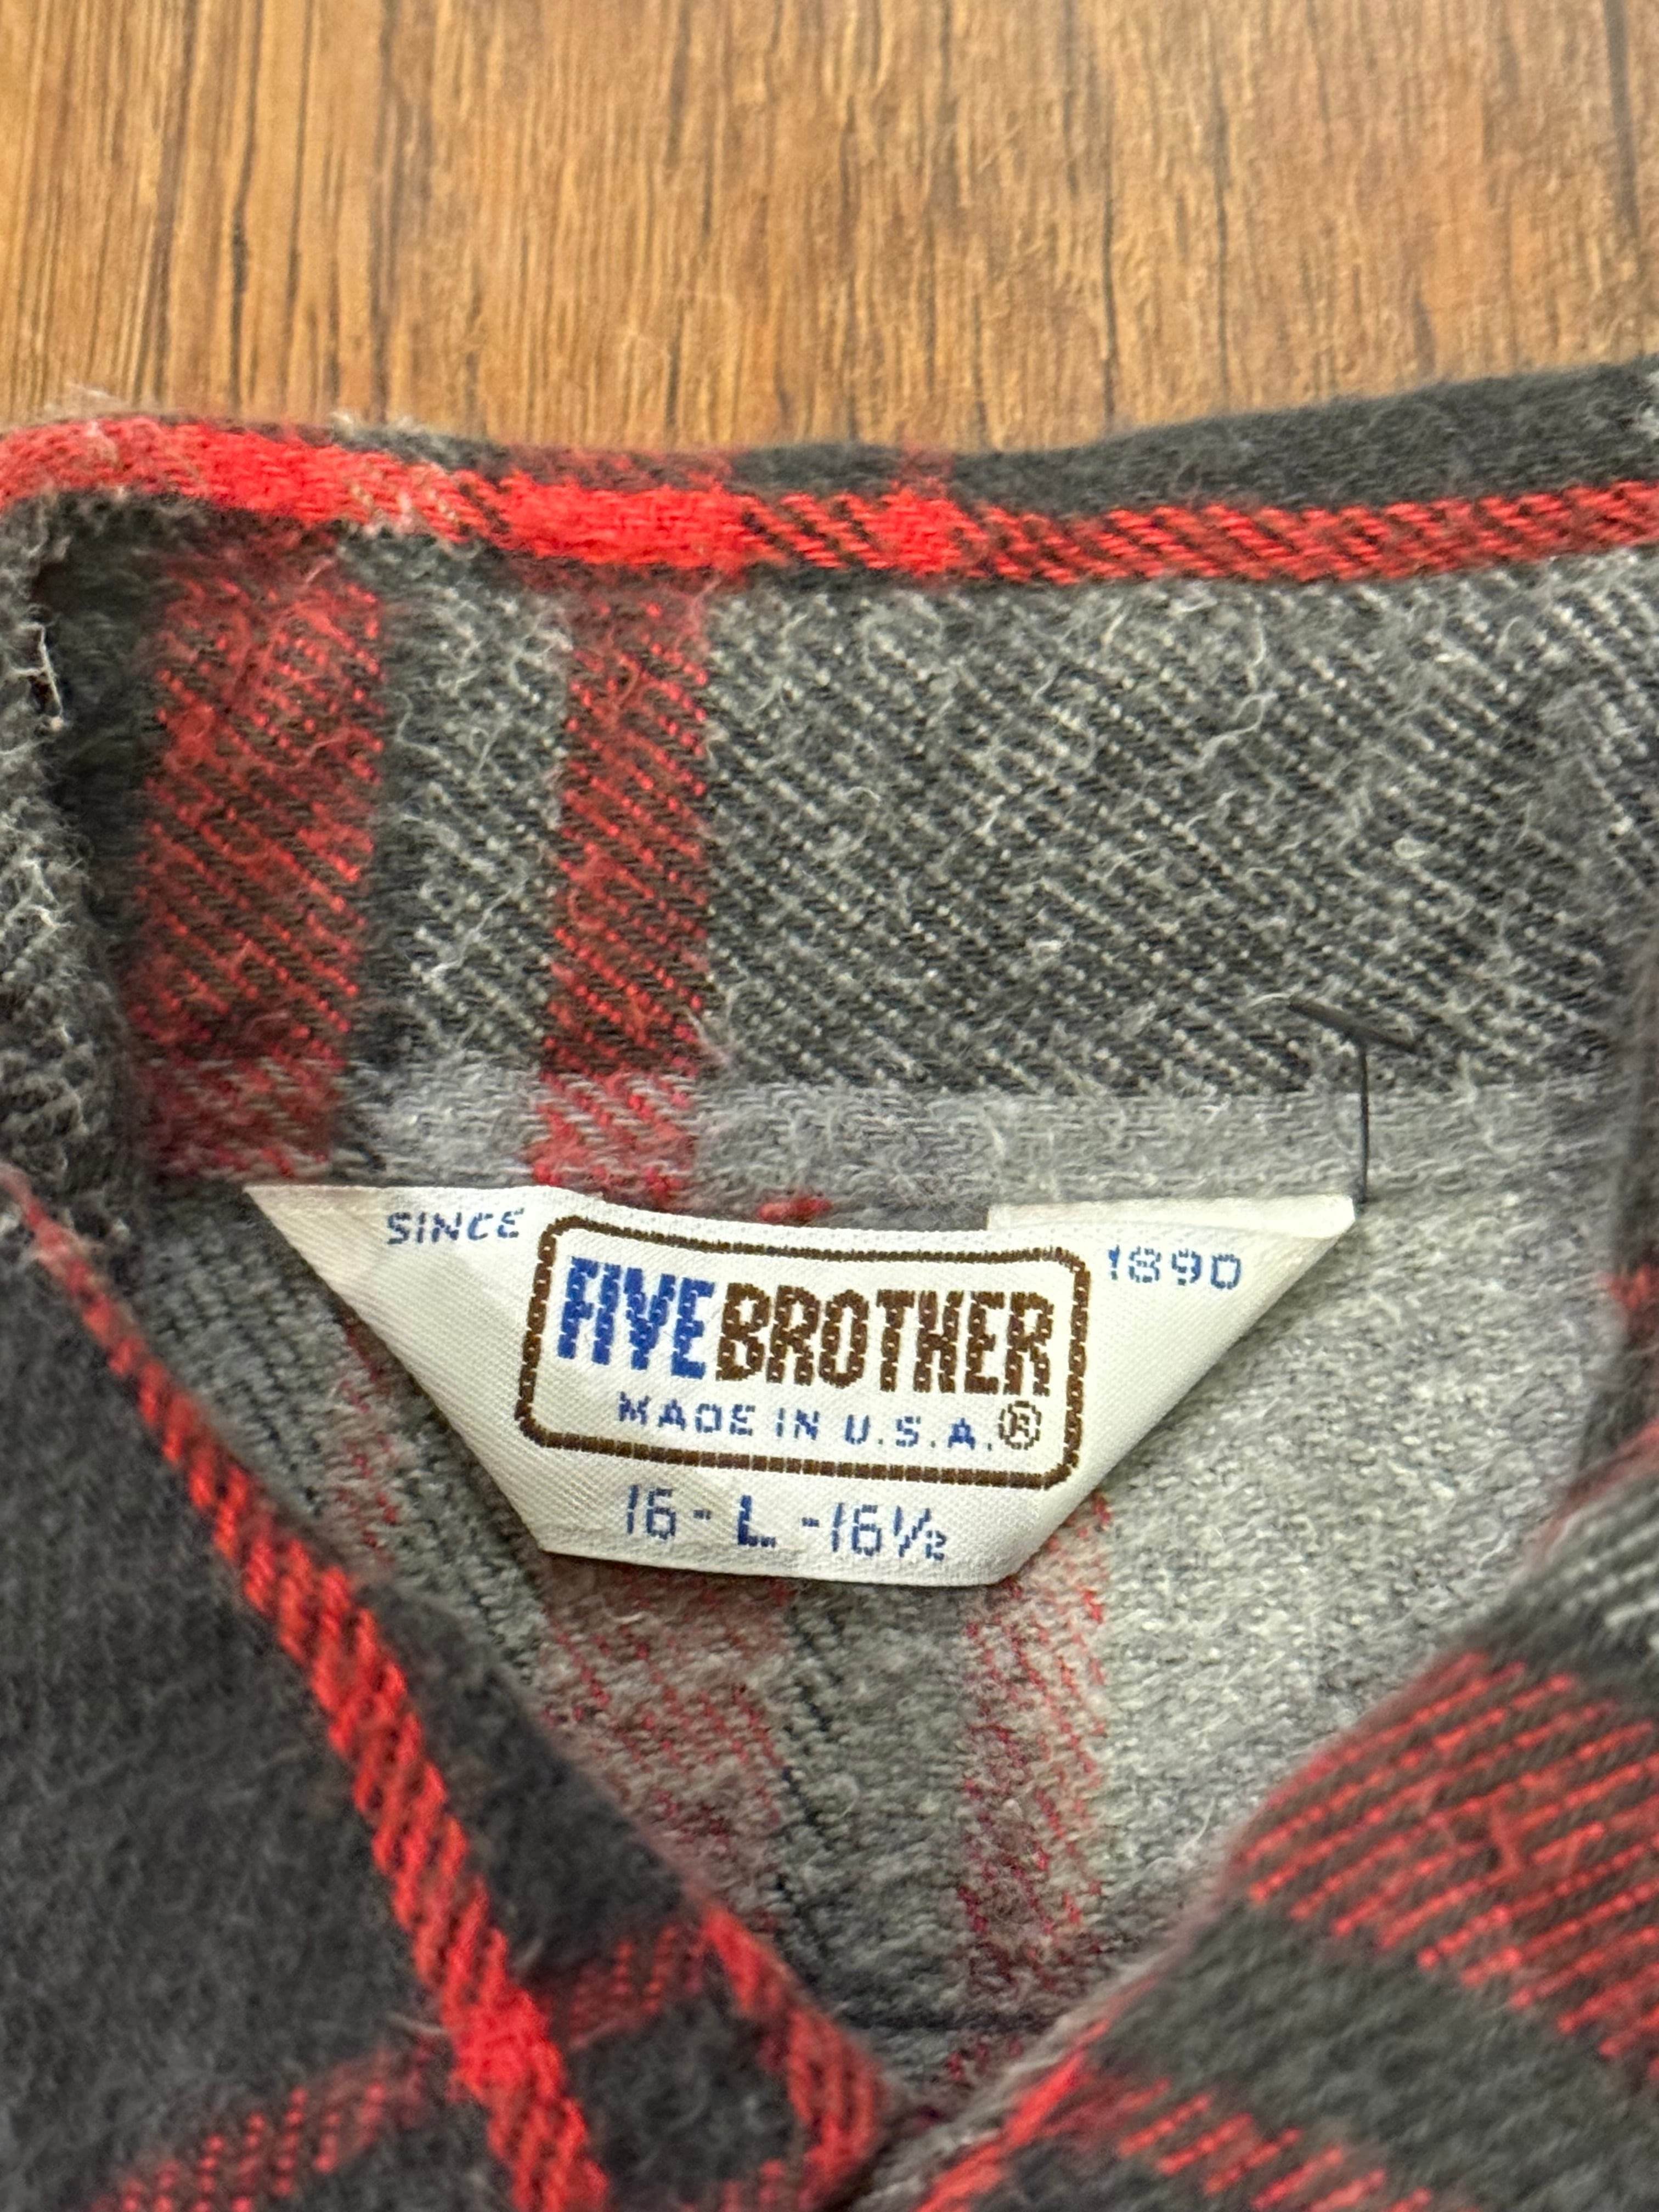 SINCE 1890
FIVE BROTHER
MADE IN U.S.A.®
16-L-16½